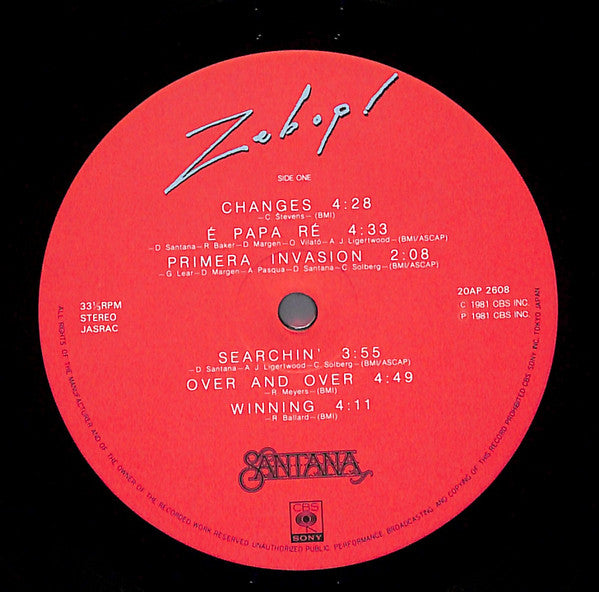 Zebop!
SIDE ONE
CHANGES 4:28
—C. Stevens—(BMI)
É PAPA RÉ 4:33
—D. Santana—R. Baker—D. Margen—O. Vilató—A. J. Ligertwood—(BMI/ASCAP)
PRIMERA INVASION 2:08
—G. Lear—D. Margen—A. Pasqua—D. Santana—C. Solberg—(BMI/ASCAP)
33⅓RPM
STEREO
JASRAC
20AP 2608
C 1981 CBS INC.
P 1981 CBS INC.
SEARCHIN' 3:55
—D. Santana—A. J. Ligertwood—C. Solberg—(BMI/ASCAP)
OVER AND OVER 4:49
—R. Meyers—(BMI)
WINNING 4:11
—R. Ballard—(BMI)
SANTANA
CBS
SONY
ALL RIGHTS OF THE MANUFACTURER AND OF THE OWNER OF THE RECORDED WORK RESERVED UNAUTHORIZED PUBLIC PERFORMANCE, BROADCASTING AND COPYING OF THIS RECORD PROHIBITED CBS SONY INC. TOKYO JAPAN